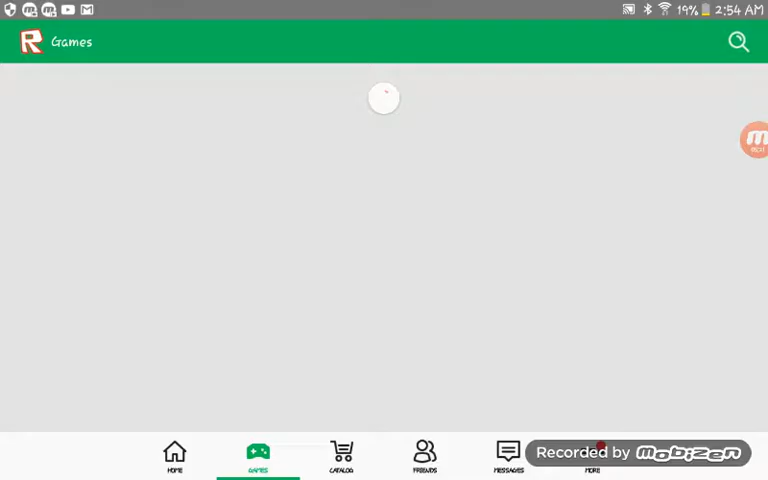 19% 2:54 AM
R Games
HOME GAMES CATALOG FRIENDS MESSAGES MORE
Recorded by mobizen